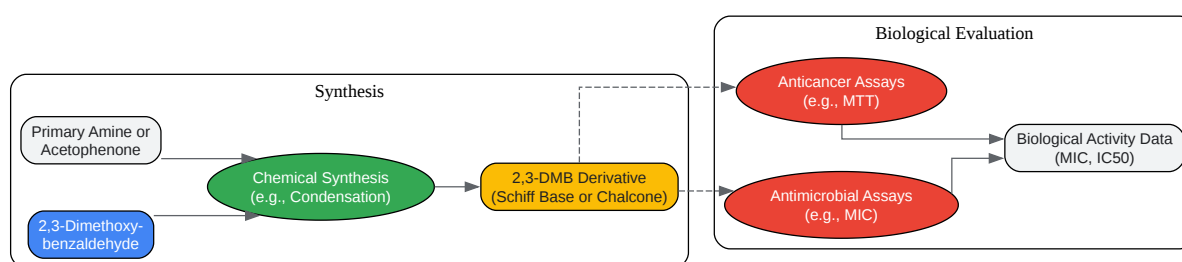 Synthesis
Primary Amine or
Acetophenone
2,3-Dimethoxy-
benzaldehyde
Chemical Synthesis
(e.g., Condensation)
2,3-DMB Derivative
(Schiff Base or Chalcone)
Biological Evaluation
Anticancer Assays
(e.g., MTT)
Antimicrobial Assays
(e.g., MIC)
Biological Activity Data
(MIC, IC50)